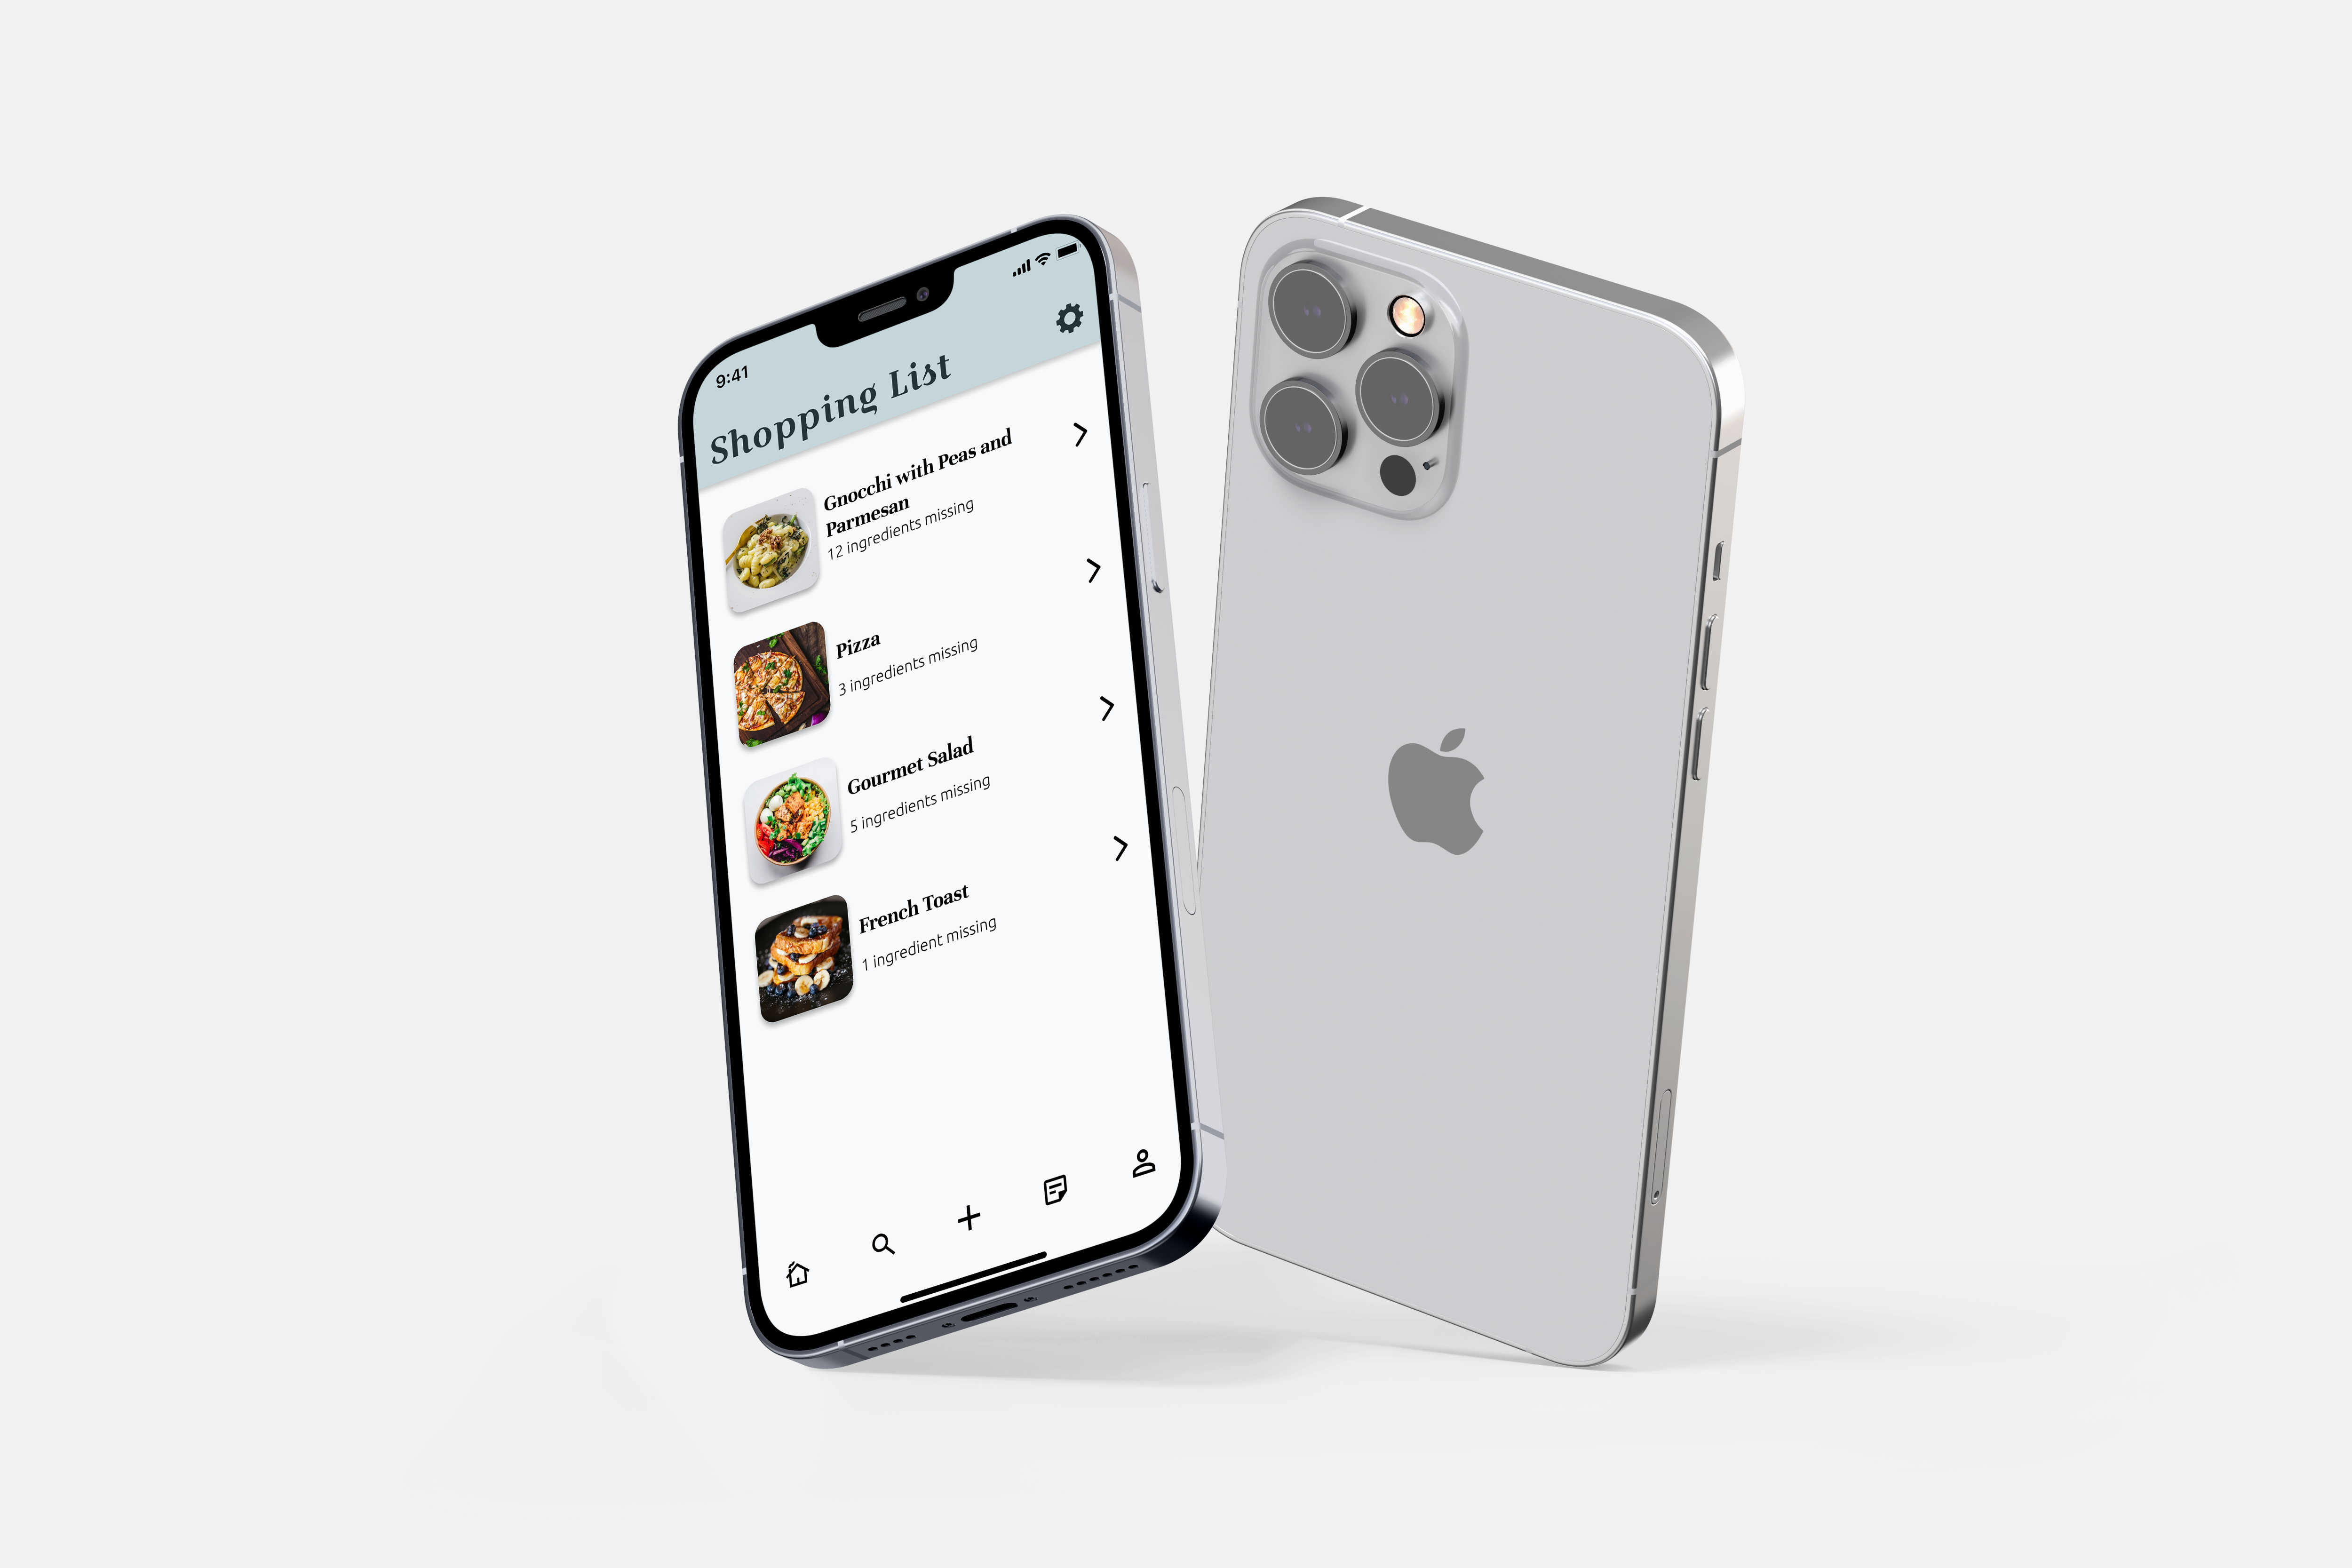 9:41
Shopping List
Gnocchi with Peas and
Parmesan
12 ingredients missing
Pizza
3 ingredients missing
Gourmet Salad
5 ingredients missing
French Toast
1 ingredient missing